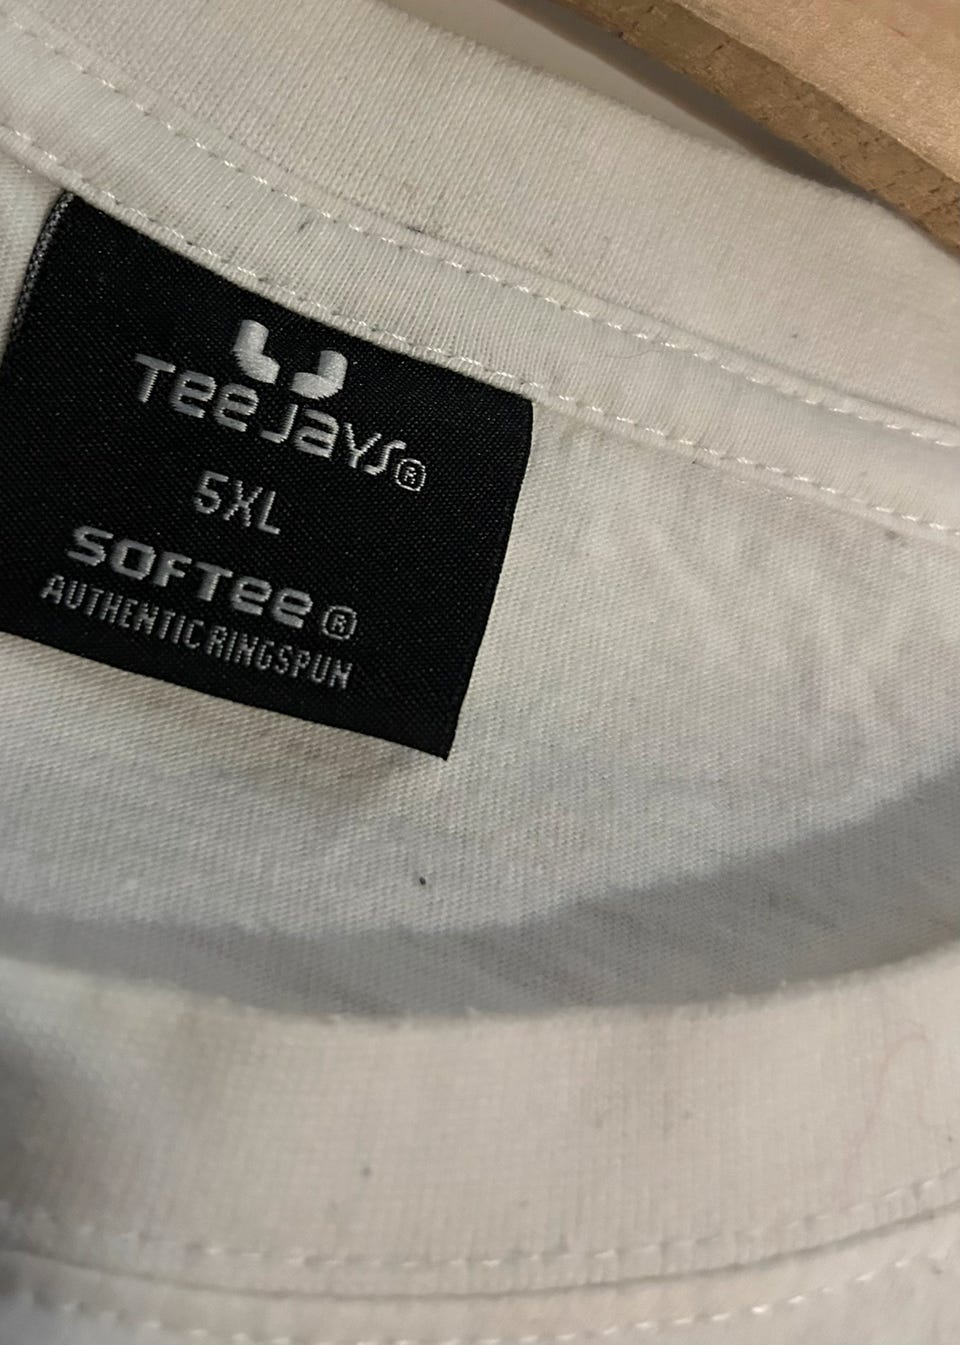 TeeJays®
5XL
SOFTee®
AUTHENTIC RINGSPUN